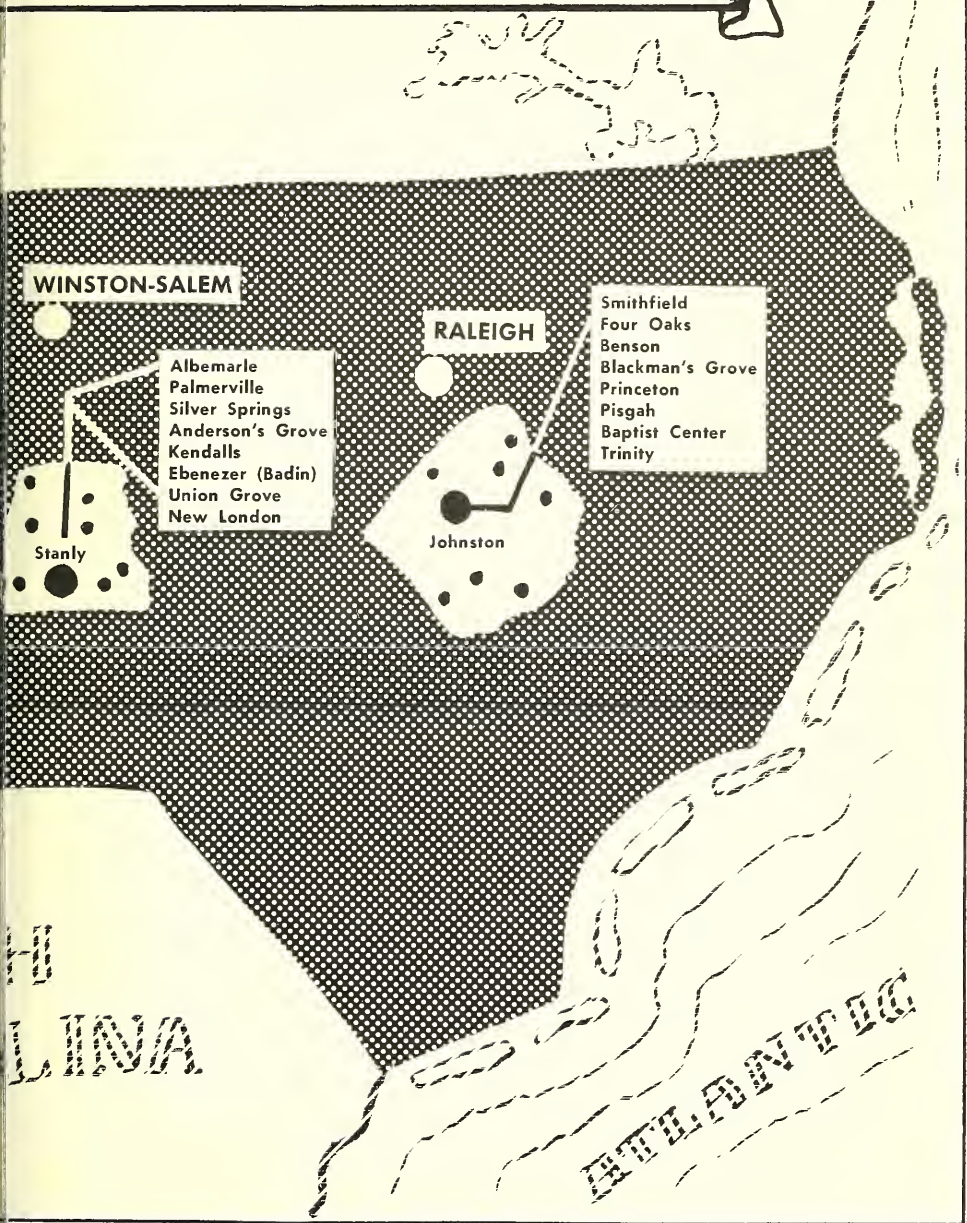 WINSTON-SALEM
Albemarle
Palmerville
Silver Springs
Anderson's Grove
Kendalls
Ebenezer (Badin)
Union Grove
New London
Stanly
RALEIGH
Smithfield
Four Oaks
Benson
Blackman's Grove
Princeton
Pisgah
Baptist Center
Trinity
Johnston
H
LINA
ATLANTIC